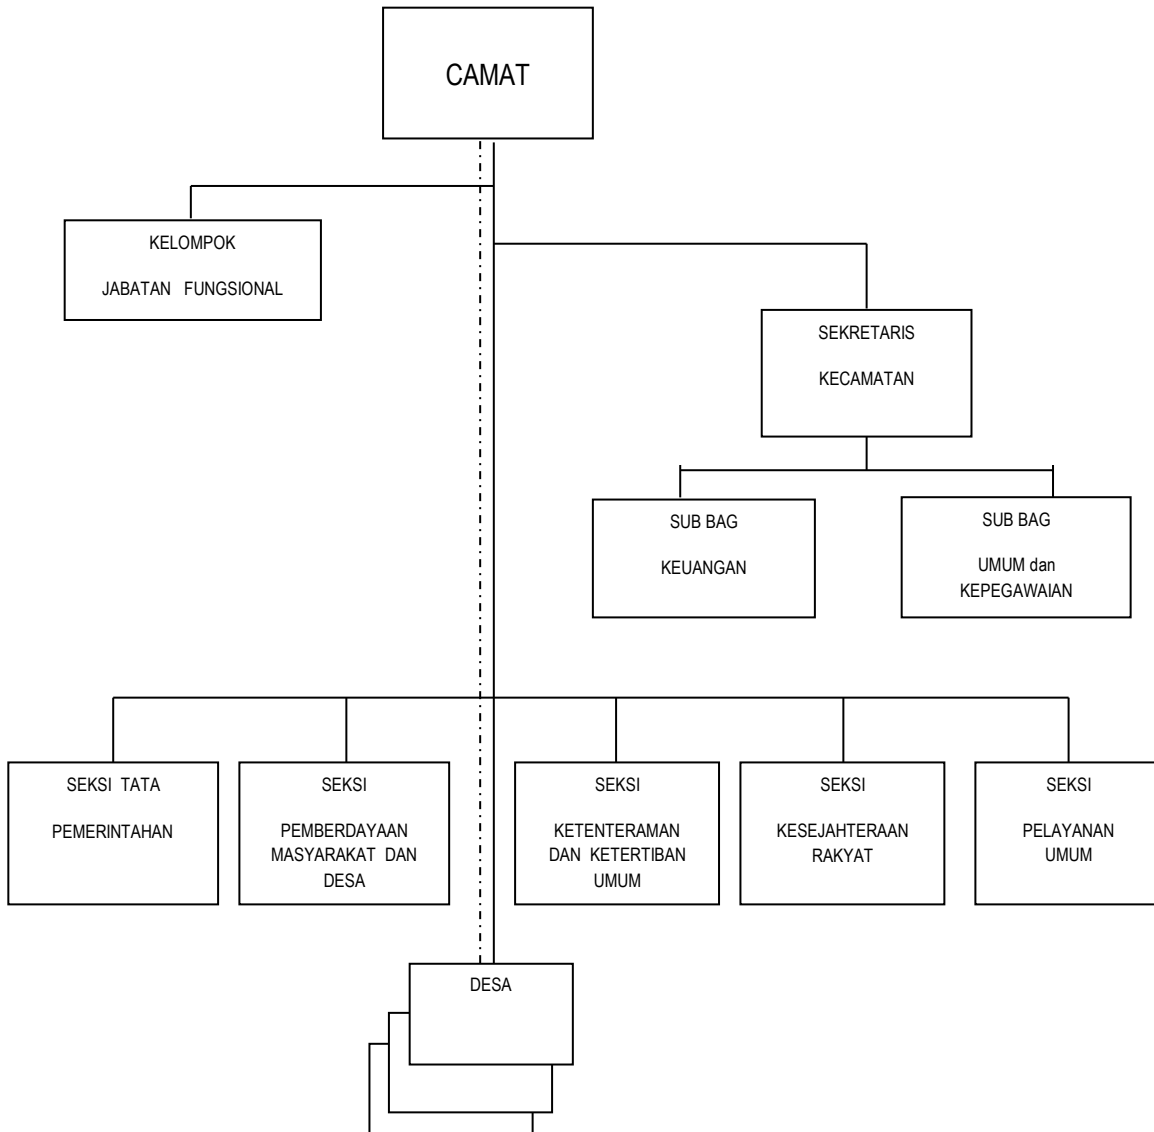 CAMAT
KELOMPOK
JABATAN FUNGSIONAL
SEKRETARIS
KECAMATAN
SUB BAG
KEUANGAN
SUB BAG
UMUM dan
KEPEGAWAIAN
SEKSI TATA
PEMERINTAHAN
SEKSI
PEMBERDAYAAN
MASYARAKAT DAN
DESA
SEKSI
KETENTERAMAN
DAN KETERTIBAN
UMUM
SEKSI
KESEJAHTERAAN
RAKYAT
SEKSI
PELAYANAN
UMUM
DESA